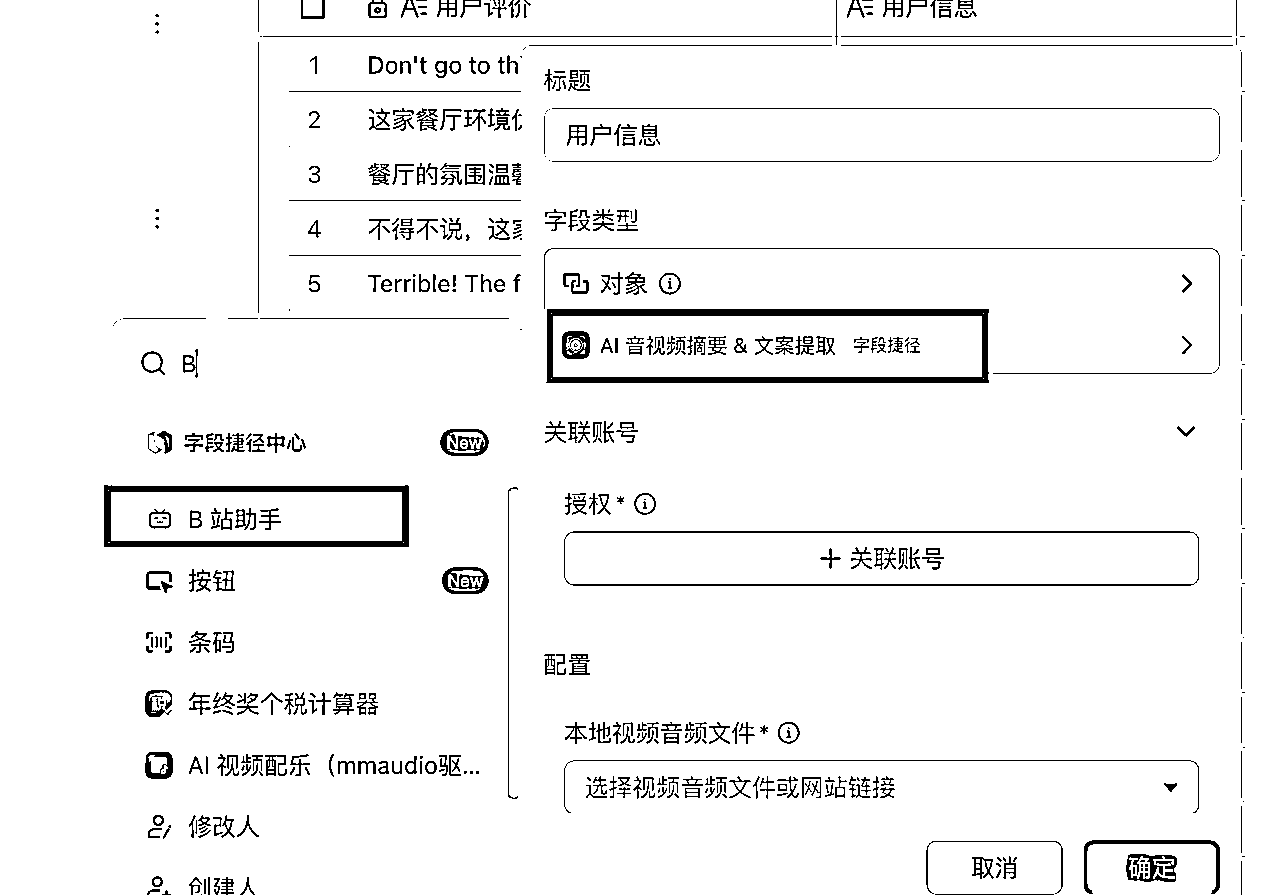 用户评价
用户信息
1 Don't go to th
2 这家餐厅环境优
3 餐厅的氛围温馨
4 不得不说，这家
5 Terrible! The f
标题
用户信息
字段类型
对象
AI 音视频摘要 & 文案提取 字段捷径
关联账号
授权 *
+ 关联账号
配置
本地视频音频文件 *
选择视频音频文件或网站链接
取消
确定
B
字段捷径中心 New
B 站助手
按钮 New
条码
年终奖个税计算器
AI 视频配乐（mmaudio驱...
修改人
创建人